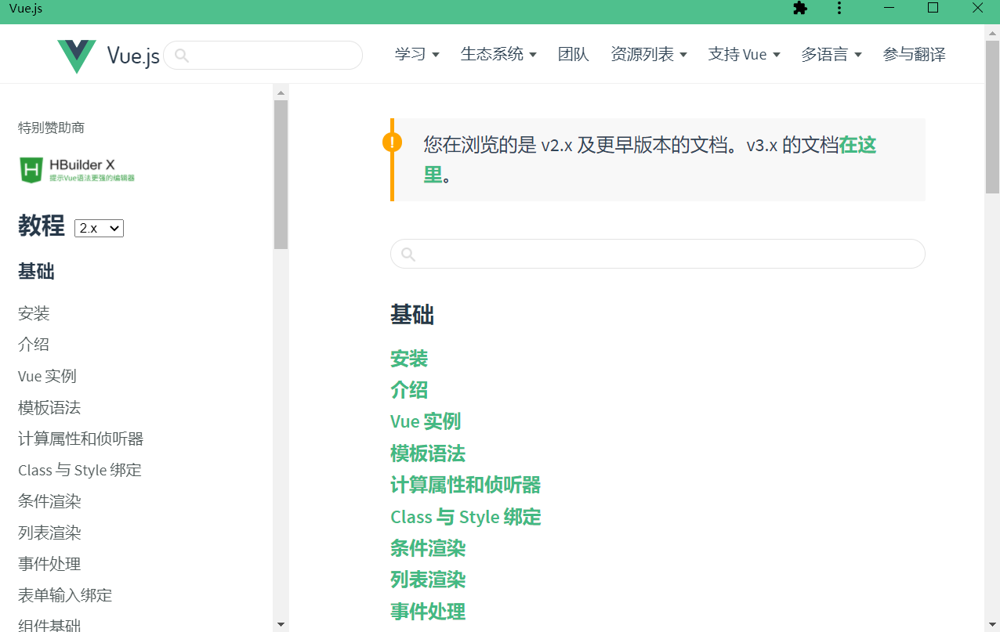 Vue.js
Vue.js
学习
生态系统
团队
资源列表
支持 Vue
多语言
参与翻译
特别赞助商
HBuilder X
提示Vue语法更强的编辑器
教程 2.x
基础
安装
介绍
Vue 实例
模板语法
计算属性和侦听器
Class 与 Style 绑定
条件渲染
列表渲染
事件处理
表单输入绑定
组件基础
您在浏览的是 v2.x 及更早版本的文档。v3.x 的文档在这
里。
基础
安装
介绍
Vue 实例
模板语法
计算属性和侦听器
Class 与 Style 绑定
条件渲染
列表渲染
事件处理